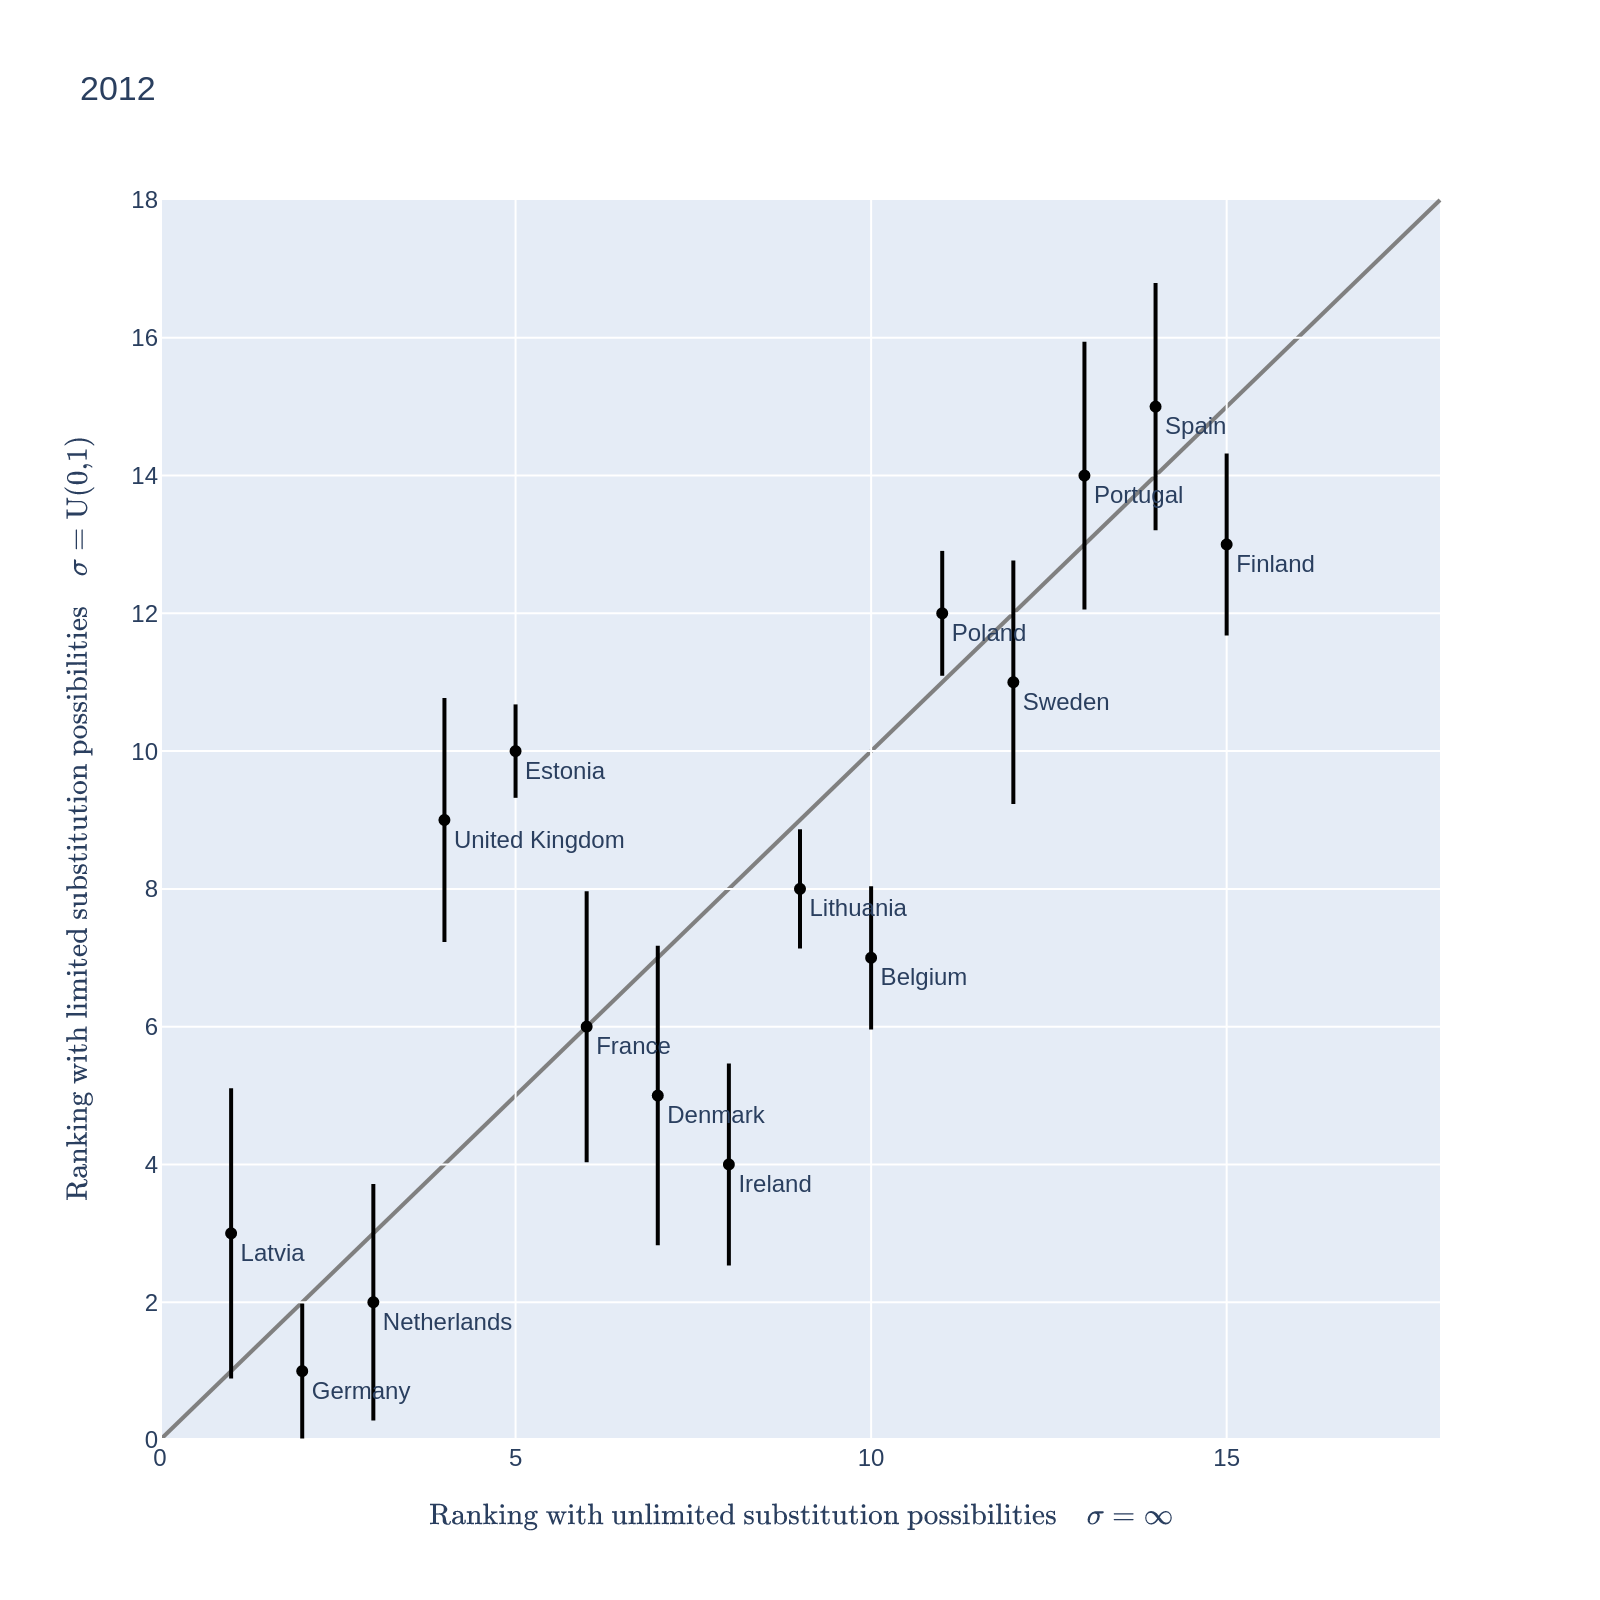 2012
18
16
14
12
10
8
6
4
2
0
Ranking with limited substitution possibilities σ = U(0,1)
Spain
Portugal
Finland
Poland
Sweden
Estonia
United Kingdom
Lithuania
Belgium
France
Denmark
Ireland
Latvia
Netherlands
Germany
0 5 10 15
Ranking with unlimited substitution possibilities σ = ∞